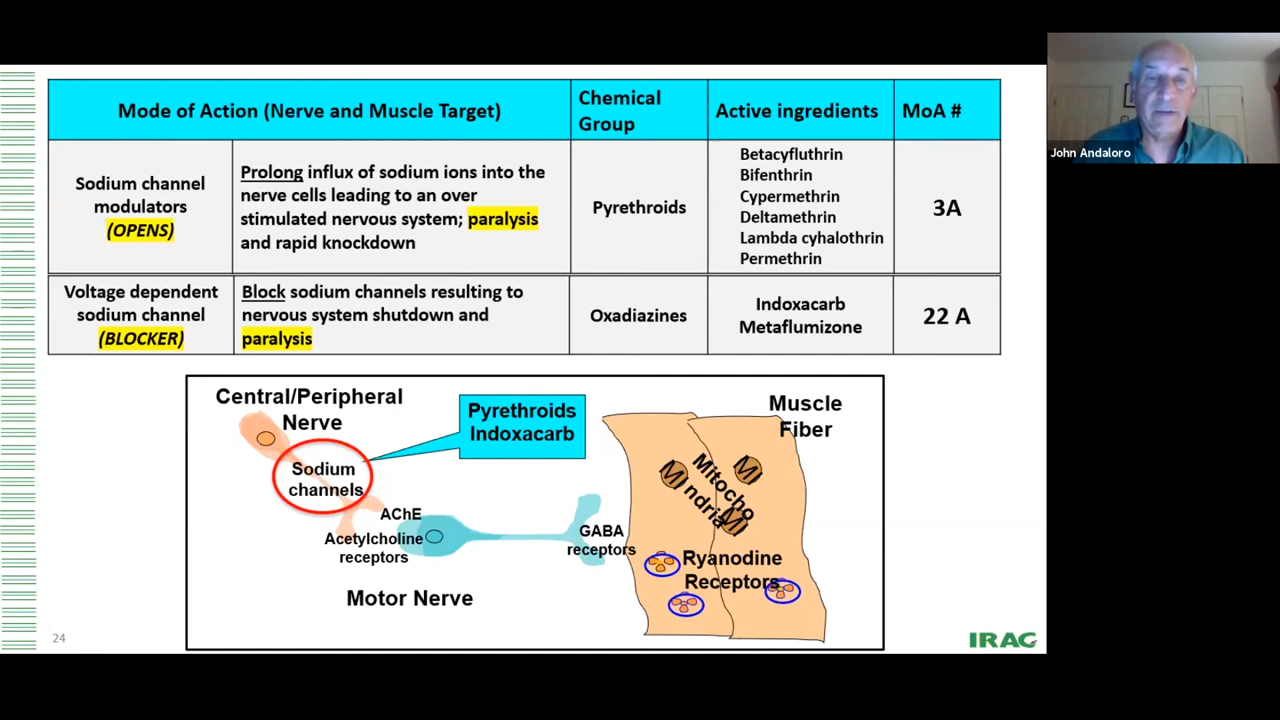 Mode of Action (Nerve and Muscle Target)
Chemical
Group
Active ingredients
MoA #
Sodium channel
modulators
(OPENS)
Prolong influx of sodium ions into the
nerve cells leading to an over
stimulated nervous system; paralysis
and rapid knockdown
Pyrethroids
Betacyfluthrin
Bifenthrin
Cypermethrin
Deltamethrin
Lambda cyhalothrin
Permethrin
3A
Voltage dependent
sodium channel
(BLOCKER)
Block sodium channels resulting to
nervous system shutdown and
paralysis
Oxadiazines
Indoxacarb
Metaflumizone
22 A
Central/Peripheral
Nerve
Pyrethroids
Indoxacarb
Muscle
Fiber
Sodium
channels
Mitocho
ndria
M
M
M
AChE
Acetylcholine
receptors
GABA
receptors
Ryanodine
Receptors
Motor Nerve
24
IRAC
John Andaloro